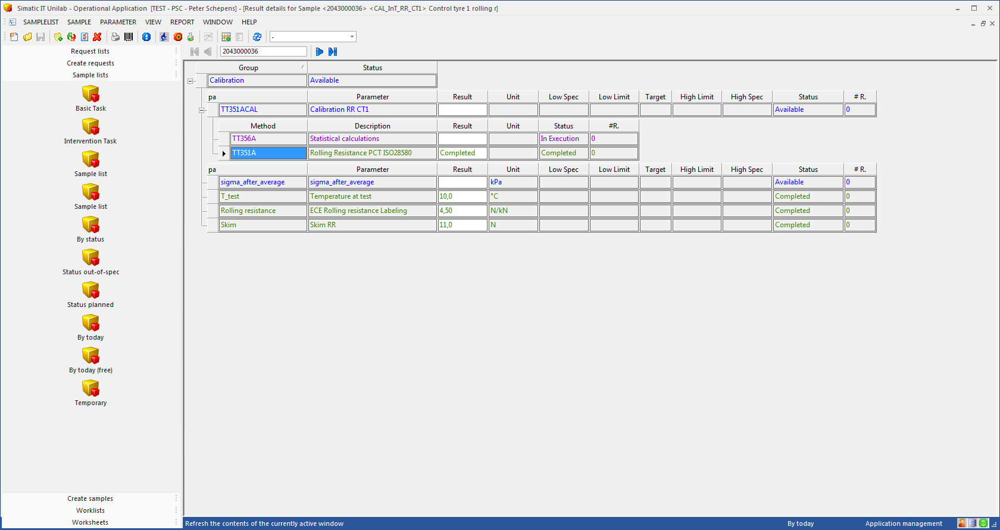 Simatic IT Unilab - Operational Application [TEST - PSC - Peter Schepens] - [Result details for Sample <2043000036> <CAL_InT_RR_CT1> Control tyre 1 rolling r]
SAMPLELIST SAMPLE PARAMETER VIEW REPORT WINDOW HELP
-
Request lists
Create requests
Sample lists
Basic Task
Intervention Task
Sample list
Sample list
By status
Status out-of-spec
Status planned
By today
By today (free)
Temporary
Create samples
Worklists
Worksheets
2043000036
Group Status
Calibration Available
pa Parameter Result Unit Low Spec Low Limit Target High Limit High Spec Status # R.
TT351ACAL Calibration RR CT1 Available 0
Method Description Result Unit Status #R.
TT356A Statistical calculations In Execution 0
TT351A Rolling Resistance PCT ISO28580 Completed Completed 0
pa Parameter Result Unit Low Spec Low Limit Target High Limit High Spec Status # R.
sigma_after_average sigma_after_average kPa Available 0
T_test Temperature at test 10,0 °C Completed 0
Rolling resistance ECE Rolling resistance Labeling 4,50 N/kN Completed 0
Skim Skim RR 11,0 N Completed 0
Refresh the contents of the currently active window By today Application management